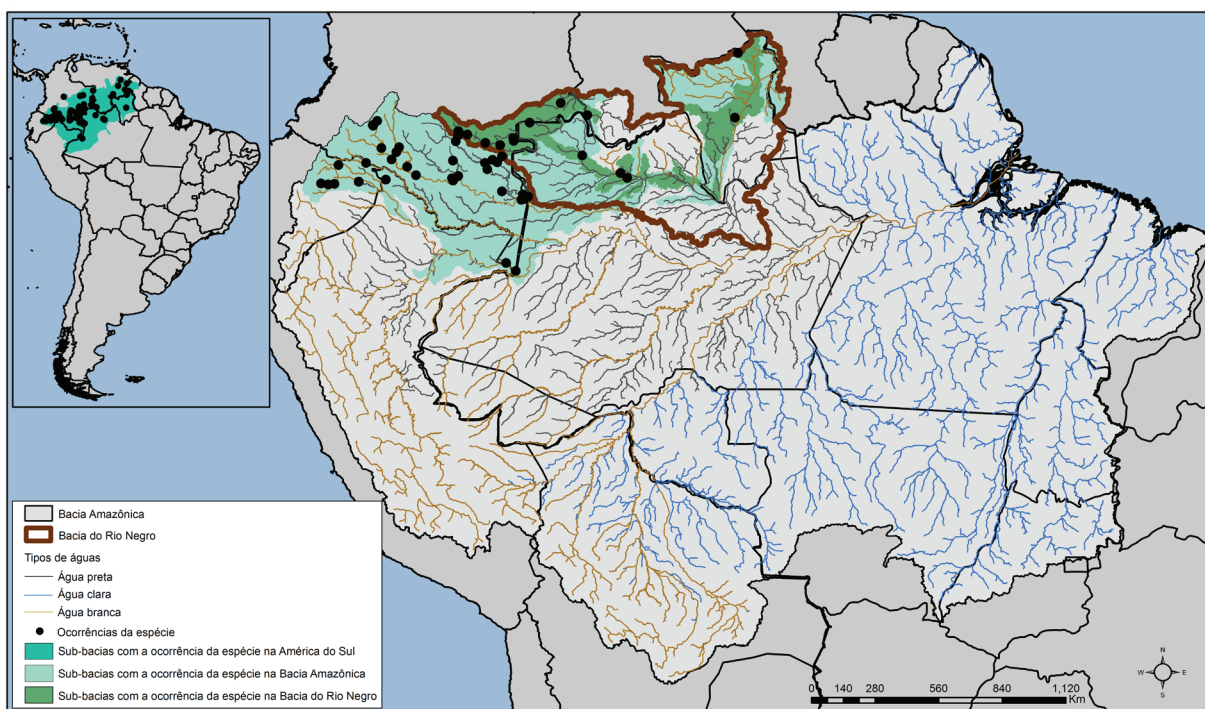 Bacia Amazônica
Bacia do Rio Negro
Tipos de águas
Água preta
Água clara
Água branca
Ocorrências da espécie
Sub-bacias com a ocorrência da espécie na América do Sul
Sub-bacias com a ocorrência da espécie na Bacia Amazônica
Sub-bacias com a ocorrência da espécie na Bacia do Rio Negro
N
W E
S
0 140 280 560 840 1,120
Km